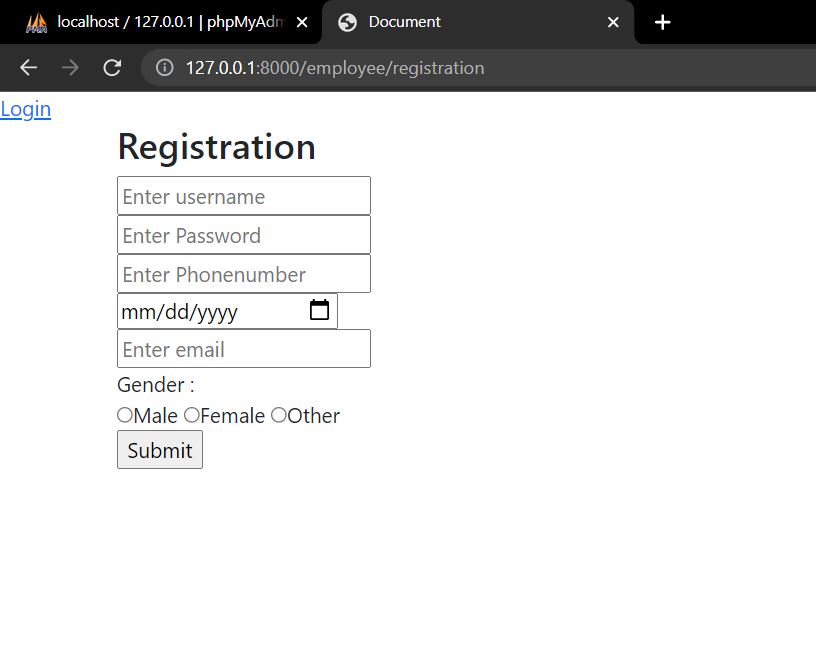 localhost / 127.0.0.1 | phpMyAdm
Document
127.0.0.1:8000/employee/registration
Login
Registration
Enter username
Enter Password
Enter Phonenumber
mm/dd/yyyy
Enter email
Gender :
Male Female Other
Submit